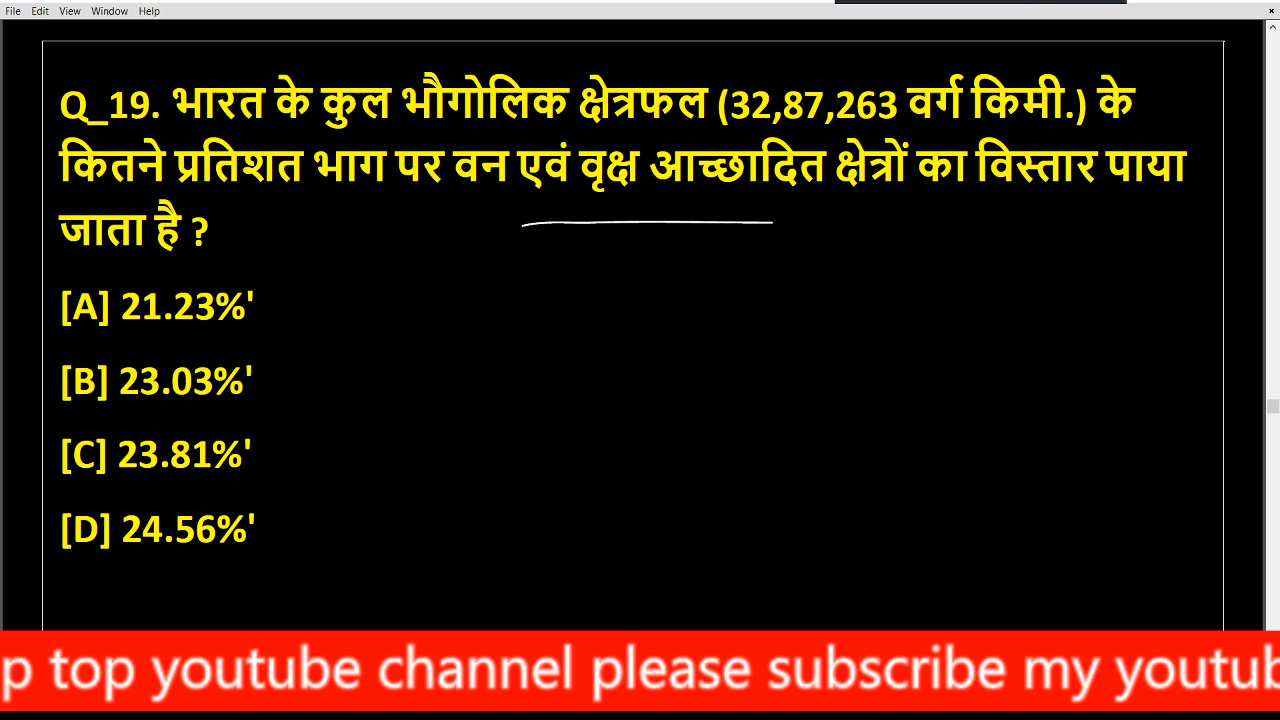 File Edit View Window Help
Q_19. भारत के कुल भौगोलिक क्षेत्रफल (32,87,263 वर्ग किमी.) के
कितने प्रतिशत भाग पर वन एवं वृक्ष आच्छादित क्षेत्रों का विस्तार पाया
जाता है ?
[A] 21.23%'
[B] 23.03%'
[C] 23.81%'
[D] 24.56%'
p top youtube channel please subscribe my youtub